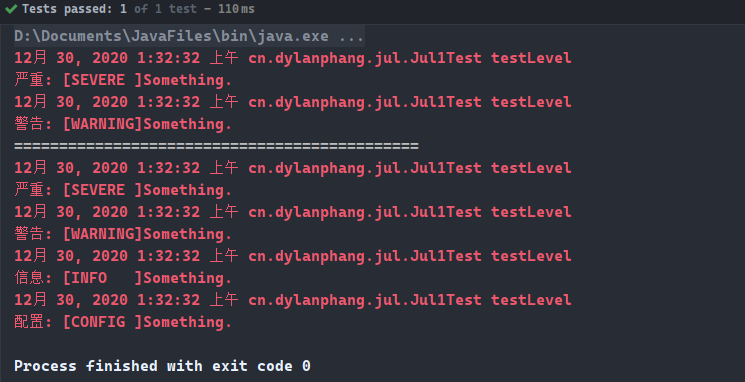 Tests passed: 1 of 1 test – 110 ms
D:\Documents\JavaFiles\bin\java.exe ...
12月 30, 2020 1:32:32 上午 cn.dylanphang.jul.Jul1Test testLevel
严重: [SEVERE ]Something.
12月 30, 2020 1:32:32 上午 cn.dylanphang.jul.Jul1Test testLevel
警告: [WARNING]Something.
=============================================
12月 30, 2020 1:32:32 上午 cn.dylanphang.jul.Jul1Test testLevel
严重: [SEVERE ]Something.
12月 30, 2020 1:32:32 上午 cn.dylanphang.jul.Jul1Test testLevel
警告: [WARNING]Something.
12月 30, 2020 1:32:32 上午 cn.dylanphang.jul.Jul1Test testLevel
信息: [INFO   ]Something.
12月 30, 2020 1:32:32 上午 cn.dylanphang.jul.Jul1Test testLevel
配置: [CONFIG ]Something.
Process finished with exit code 0